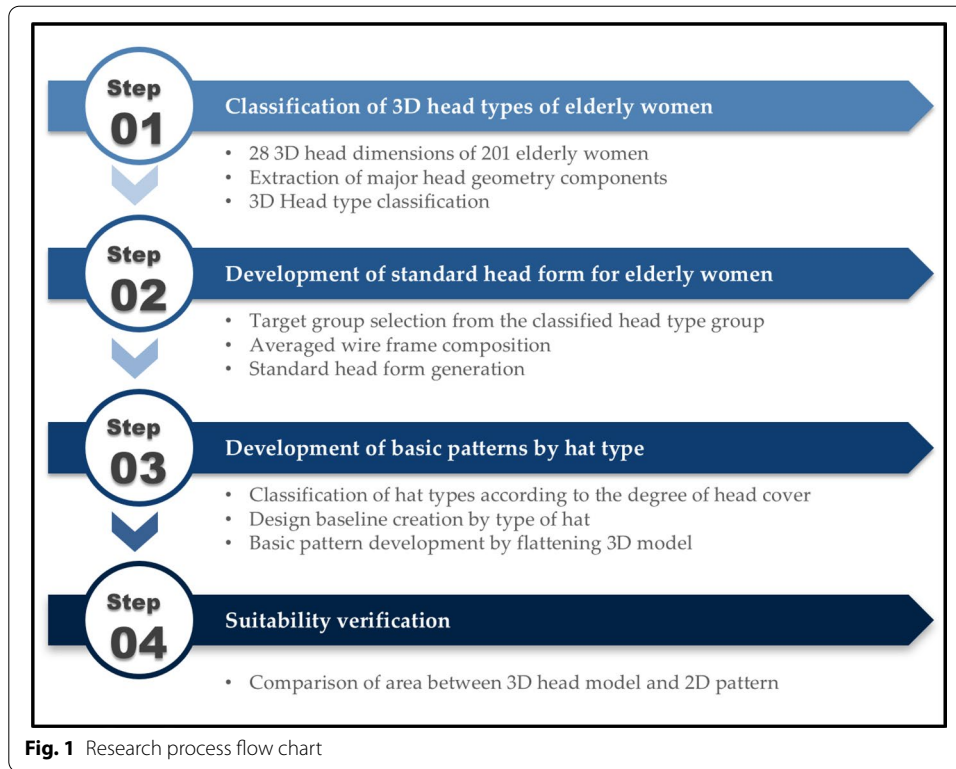 Step
01
Classification of 3D head types of elderly women
• 28 3D head dimensions of 201 elderly women
• Extraction of major head geometry components
• 3D Head type classification
Step
02
Development of standard head form for elderly women
• Target group selection from the classified head type group
• Averaged wire frame composition
• Standard head form generation
Step
03
Development of basic patterns by hat type
• Classification of hat types according to the degree of head cover
• Design baseline creation by type of hat
• Basic pattern development by flattening 3D model
Step
04
Suitability verification
• Comparison of area between 3D head model and 2D pattern
Fig. 1 Research process flow chart